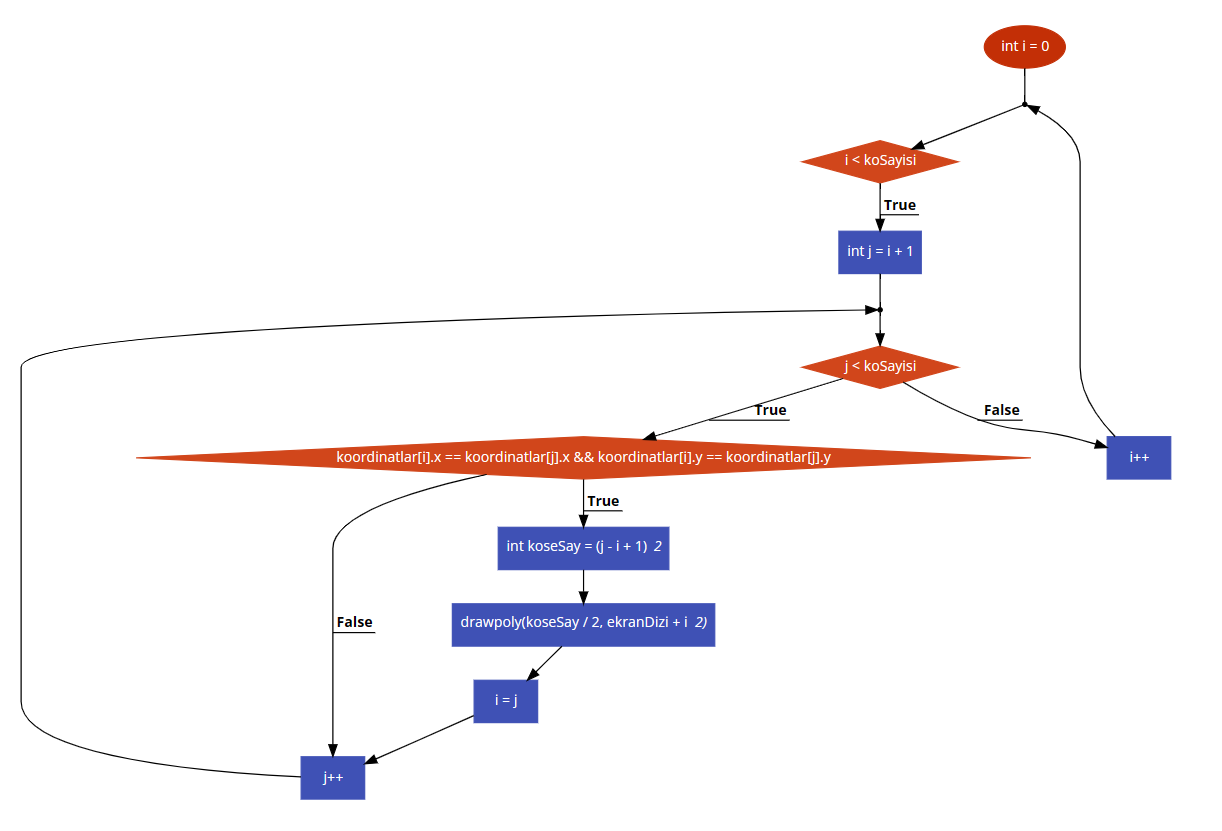 int i = 0
i < koSayisi
True
int j = i + 1
j < koSayisi
True
False
koordinatlar[i].x == koordinatlar[j].x && koordinatlar[i].y == koordinatlar[j].y
i++
True
int koseSay = (j - i + 1) 2
False
drawpoly(koseSay / 2, ekranDizi + i 2)
i = j
j++